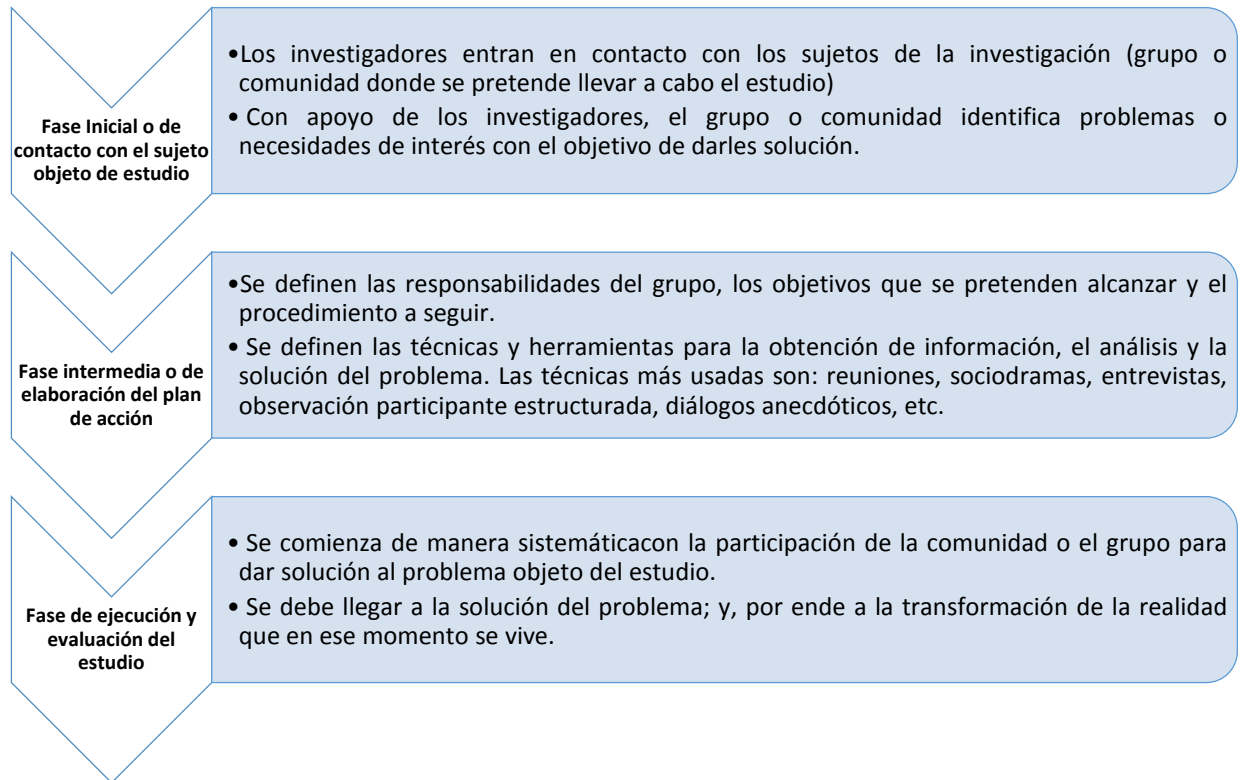 Fase Inicial o de
contacto con el sujeto
objeto de estudio
•Los investigadores entran en contacto con los sujetos de la investigación (grupo o
comunidad donde se pretende llevar a cabo el estudio)
• Con apoyo de los investigadores, el grupo o comunidad identifica problemas o
necesidades de interés con el objetivo de darles solución.
Fase intermedia o de
elaboración del plan
de acción
•Se definen las responsabilidades del grupo, los objetivos que se pretenden alcanzar y el
procedimiento a seguir.
• Se definen las técnicas y herramientas para la obtención de información, el análisis y la
solución del problema. Las técnicas más usadas son: reuniones, sociodramas, entrevistas,
observación participante estructurada, diálogos anecdóticos, etc.
Fase de ejecución y
evaluación del
estudio
• Se comienza de manera sistemáticacon la participación de la comunidad o el grupo para
dar solución al problema objeto del estudio.
• Se debe llegar a la solución del problema; y, por ende a la transformación de la realidad
que en ese momento se vive.